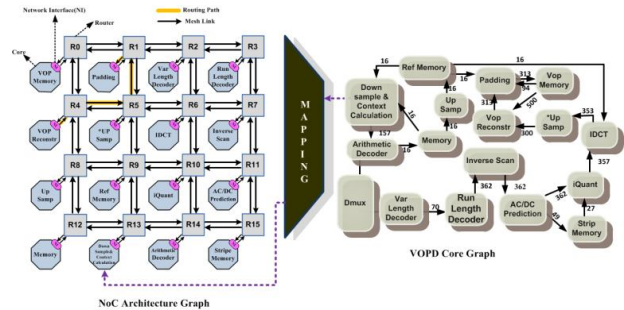 Network Interface(NI)
Router
Routing Path
Mesh Link
Core
R0
R1
R2
R3
VOP
Memory
Padding
Var
Length
Decoder
Run
Length
Decoder
R4
R5
R6
R7
VOP
Reconstr
"UP
Samp
IDCT
Inverse
Scan
R8
R9
R10
R11
Up
Samp
Ref
Memory
iQuant
AC/DC
Prediction
R12
R13
R14
R15
Memory
Down
Sample&
Context
Calculation
Arithmetic
Decoder
Stripe
Memory
NoC Architecture Graph
MAPPING
16
Ref Memory
16
16
Padding
313
94
Vop
Memory
Down
sample &
Context
Calculation
16
Up
Samp
313
500
16
Vop
Reconstr
300
"Up
Samp
353
IDCT
157
16
Arithmetic
Decoder
16
Memory
Inverse Scan
357
362
362
Dmux
Var
Length
Decoder
70
Run
Length
Decoder
AC/DC
Prediction
362
iQuant
49
27
Strip
Memory
VOPD Core Graph